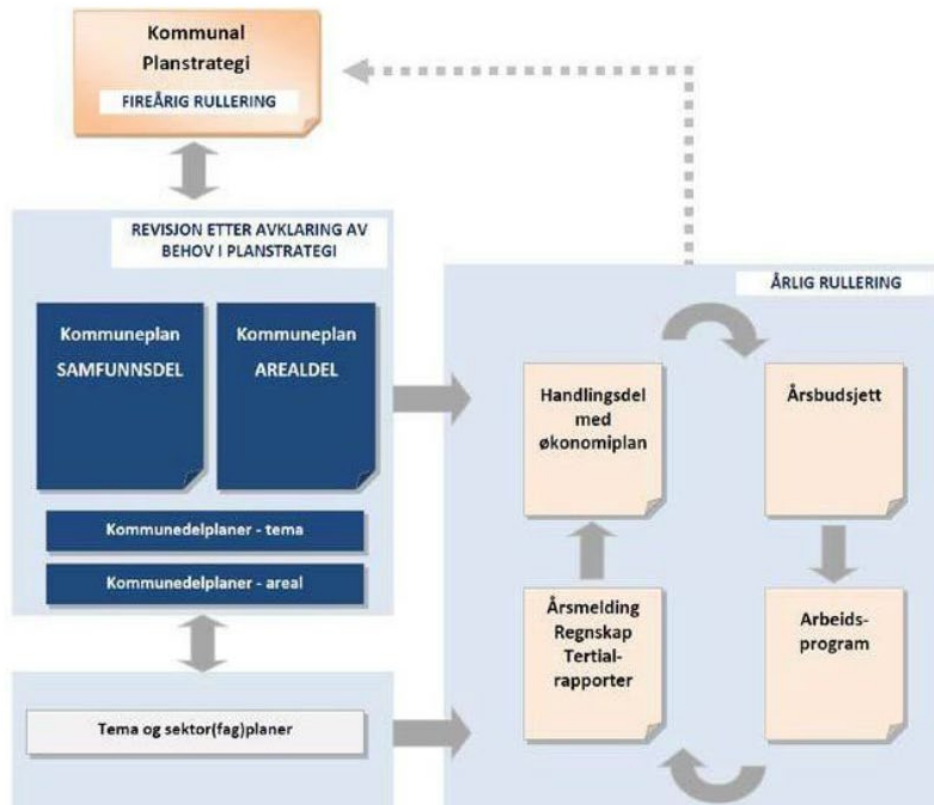 Kommunal
Planstrategi
FIREÅRIG RULLERING
REVISJON ETTER AVKLARING AV
BEHOV I PLANSTRATEGI
Kommuneplan
SAMFUNNSDEL
Kommuneplan
AREALDEL
Kommunedelplaner - tema
Kommunedelplaner - areal
Tema og sektor(fag)planer
ÅRLIG RULLERING
Handlingsdel
med
økonomiplan
Årsbudsjett
Årsmelding
Regnskap
Tertial-
rapporter
Arbeids-
program